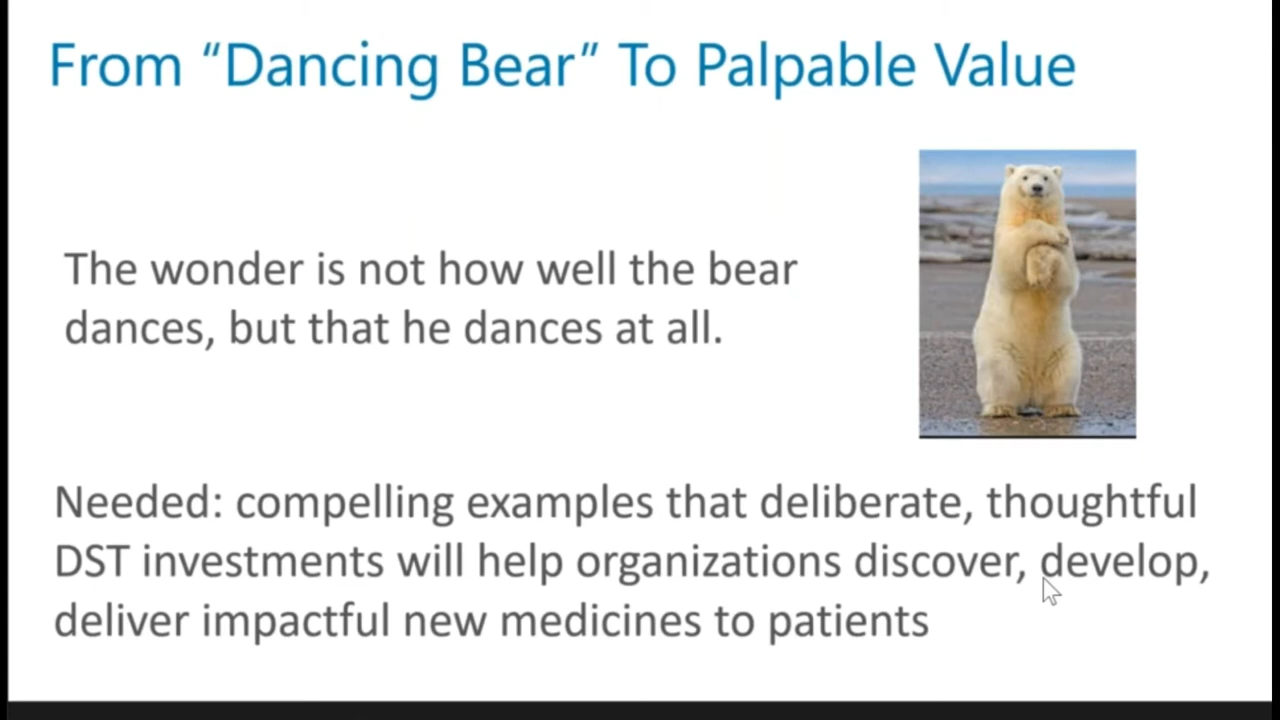 From “Dancing Bear” To Palpable Value
The wonder is not how well the bear
dances, but that he dances at all.
Needed: compelling examples that deliberate, thoughtful
DST investments will help organizations discover, develop,
deliver impactful new medicines to patients